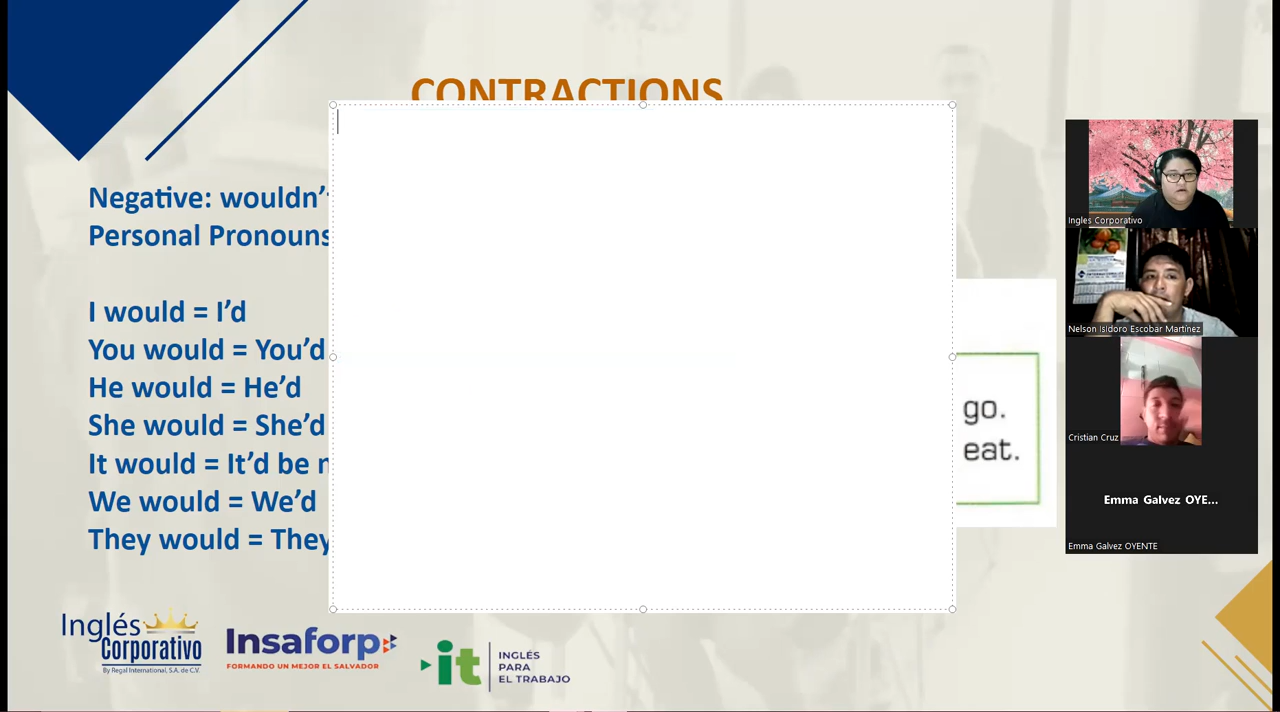 CONTRACTIONS
Negative: wouldn'
Personal Pronouns
I would = I'd
You would = You'd
He would = He'd
She would = She'd
It would = It'd be
We would = We'd
They would = They
go.
eat.
Inglés
Corporativo
By Regal International, S.A. de C.V.
Insaforp
FORMANDO UN MEJOR EL SALVADOR
it
INGLÉS
PARA
EL TRABAJO
Ingles Corporativo
Nelson Isidoro Escobar Martínez
Cristian Cruz
Emma Galvez OYE...
Emma Galvez OYENTE